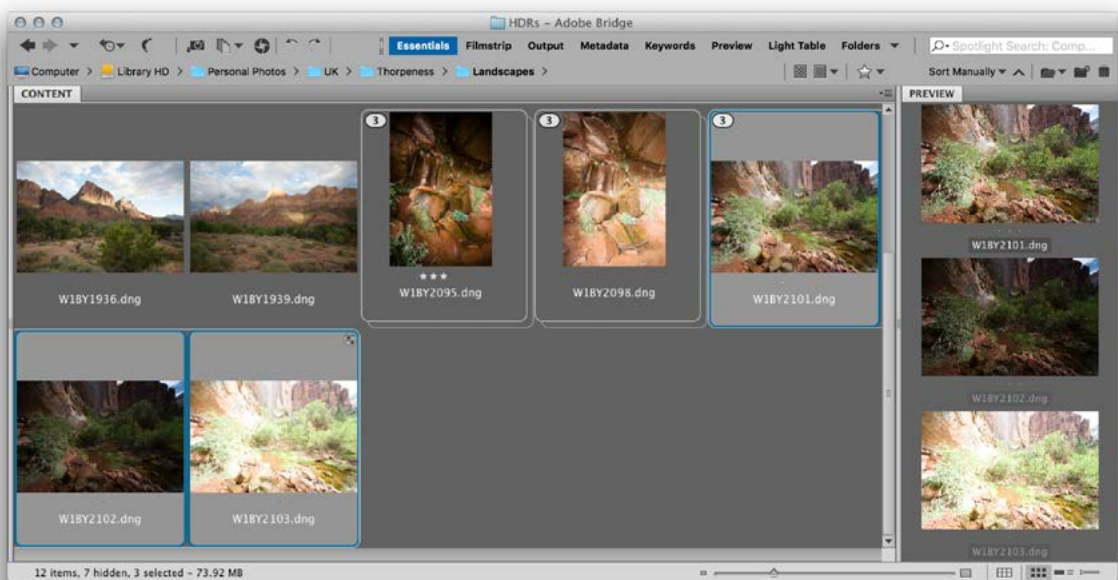 HDRs – Adobe Bridge
Essentials Filmstrip Output Metadata Keywords Preview Light Table Folders Spotlight Search: Comp...
Computer > Library HD > Personal Photos > UK > Thorpeness > Landscapes > Sort Manually
CONTENT PREVIEW
3 3 3
W1BY1936.dng W1BY1939.dng W1BY2095.dng W1BY2098.dng W1BY2101.dng
W1BY2101.dng
W1BY2102.dng
W1BY2102.dng W1BY2103.dng
W1BY2103.dng
12 items, 7 hidden, 3 selected – 73.92 MB